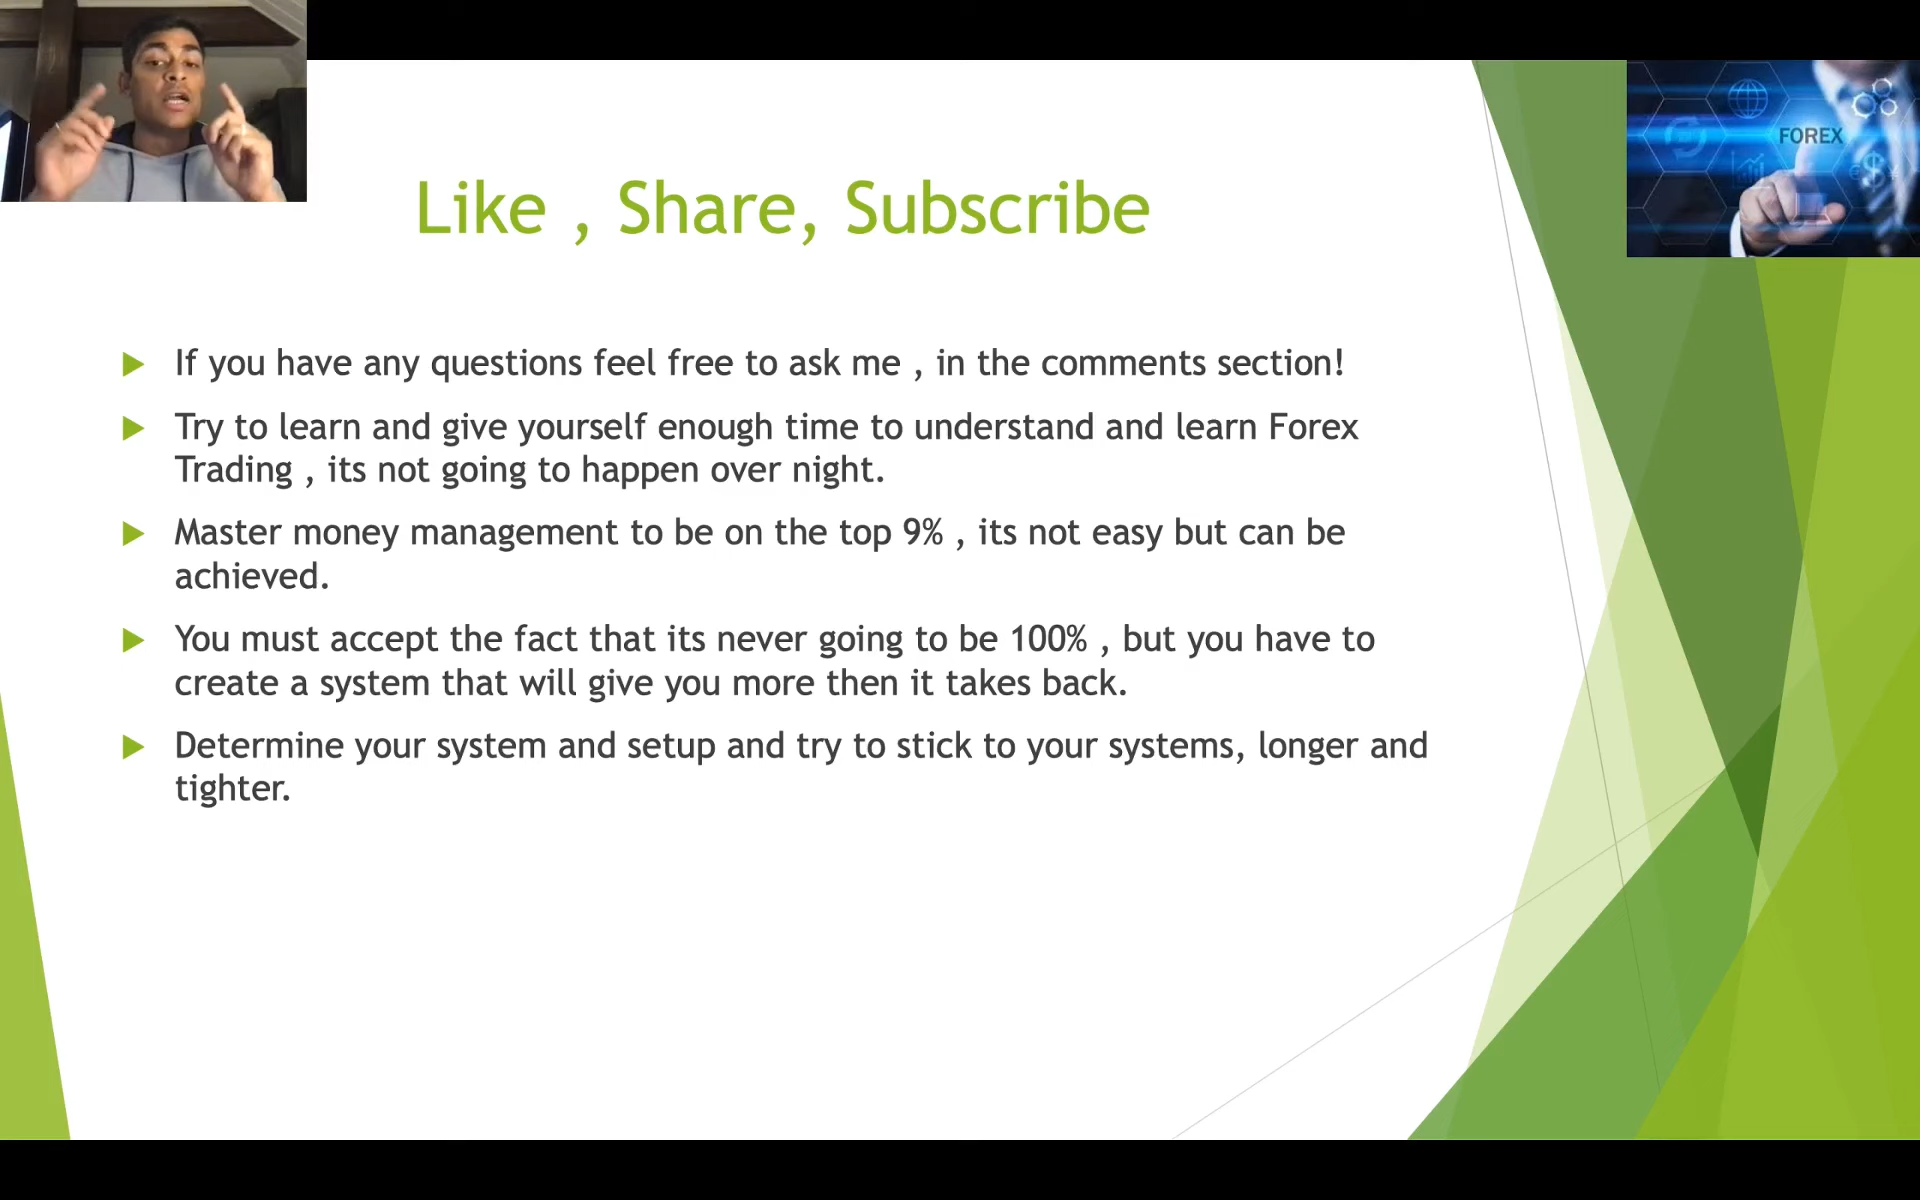 FOREX
Like , Share, Subscribe
If you have any questions feel free to ask me , in the comments section!
Try to learn and give yourself enough time to understand and learn Forex
Trading , its not going to happen over night.
Master money management to be on the top 9% , its not easy but can be
achieved.
You must accept the fact that its never going to be 100% , but you have to
create a system that will give you more then it takes back.
Determine your system and setup and try to stick to your systems, longer and
tighter.